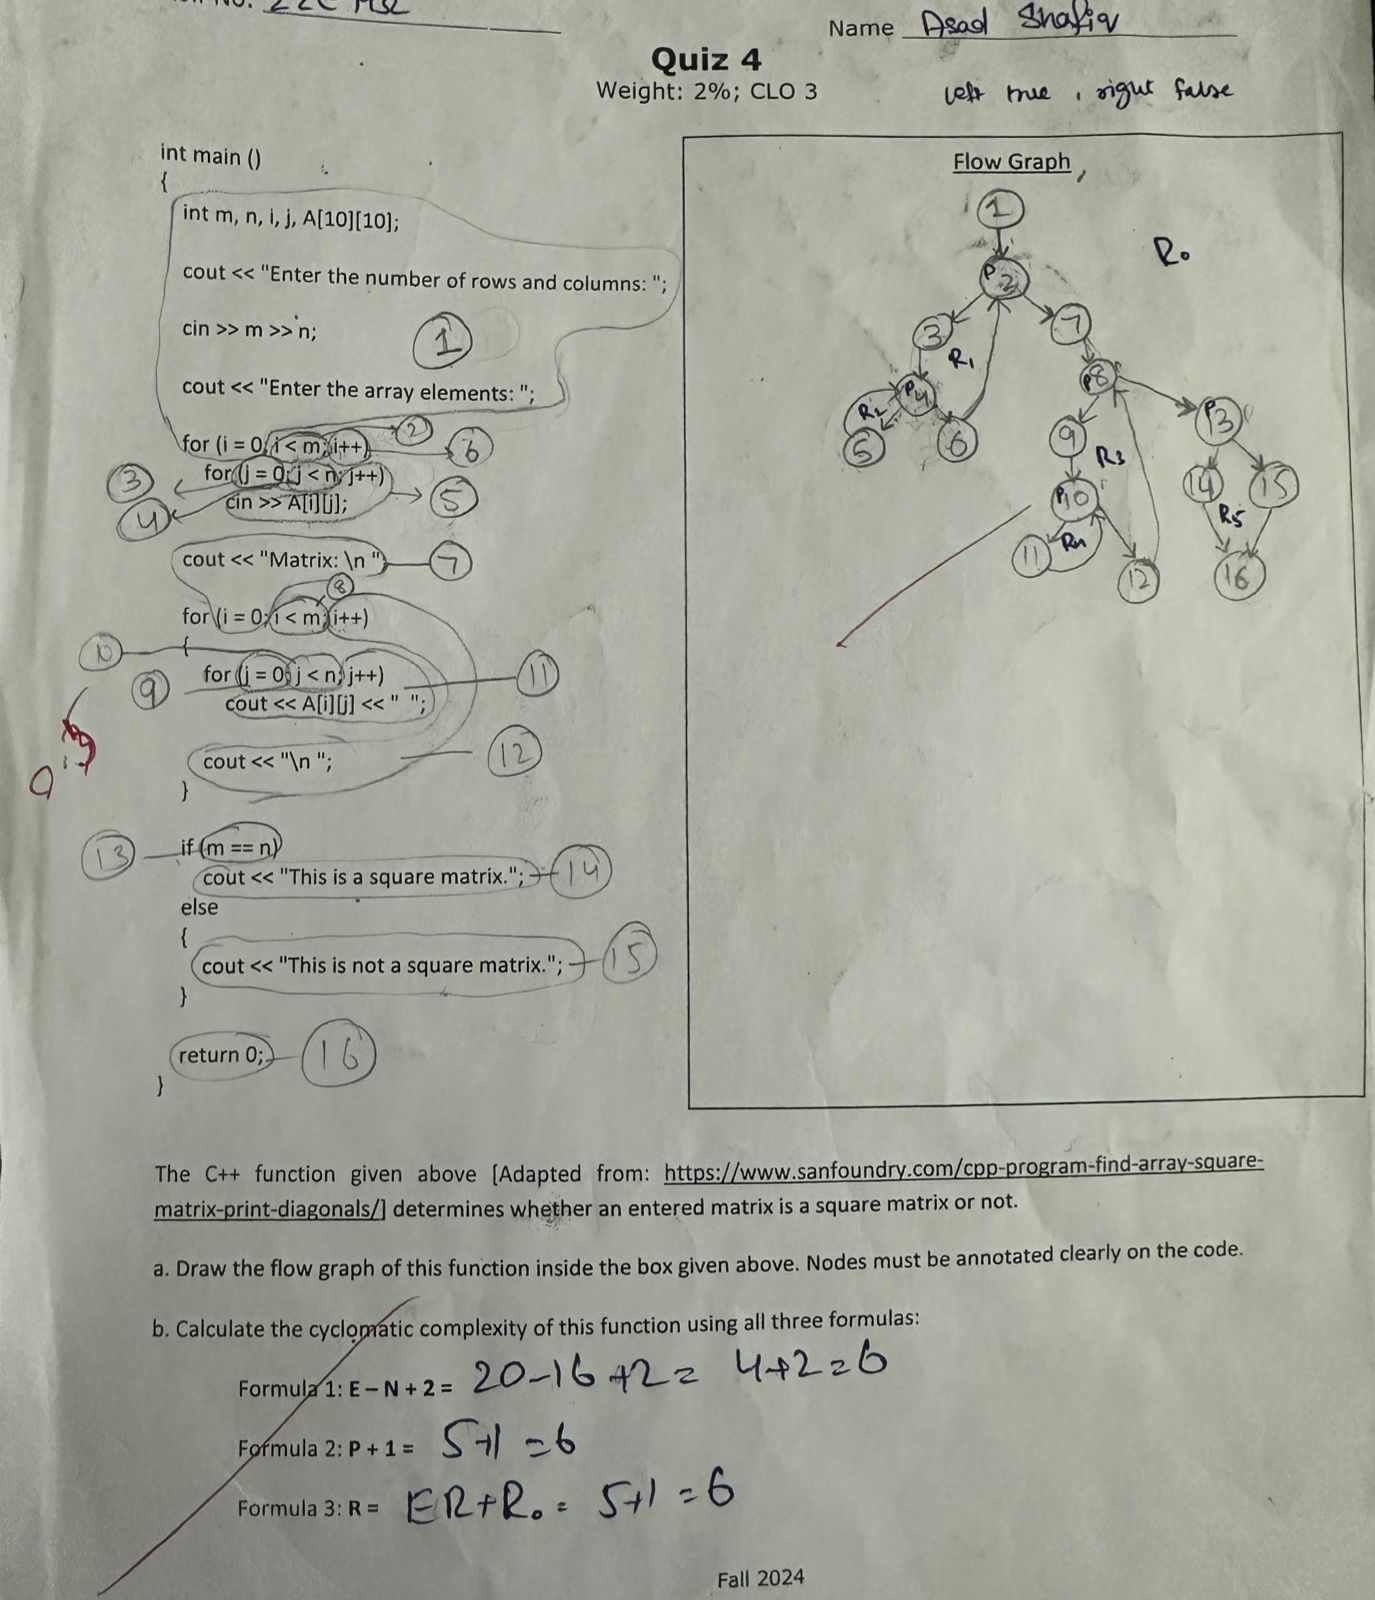 Name Asad Shafiq
Quiz 4
Weight: 2%; CLO 3
left true, right false
int main ()
{
int m, n, i, j, A[10][10];
cout << "Enter the number of rows and columns: ";
cin >> m >> n;
1
cout << "Enter the array elements: ";
for (i = 0; i < m; i++)
2
6
for (j = 0; j < n; j++)
3
cin >> A[i][j];
4
5
cout << "Matrix: \n ";
7
8
for (i = 0; i < m; i++)
{
10
for (j = 0; j < n; j++)
9
11
cout << A[i][j] << " ";
cout << "\n ";
12
}
if (m == n)
13
cout << "This is a square matrix.";
14
else
{
cout << "This is not a square matrix.";
15
}
return 0;
16
}
Flow Graph
1
R0
P2
3
7
R1
P4
P8
R2
P13
5
6
9
R3
14
15
P10
R5
11
R4
12
16
The C++ function given above [Adapted from: https://www.sanfoundry.com/cpp-program-find-array-square-
matrix-print-diagonals/] determines whether an entered matrix is a square matrix or not.
a. Draw the flow graph of this function inside the box given above. Nodes must be annotated clearly on the code.
b. Calculate the cyclomatic complexity of this function using all three formulas:
Formula 1: E – N + 2 = 20-16+2= 4+2=6
Formula 2: P + 1 = 5+1 =6
Formula 3: R = ER+R0 = 5+1 =6
Fall 2024